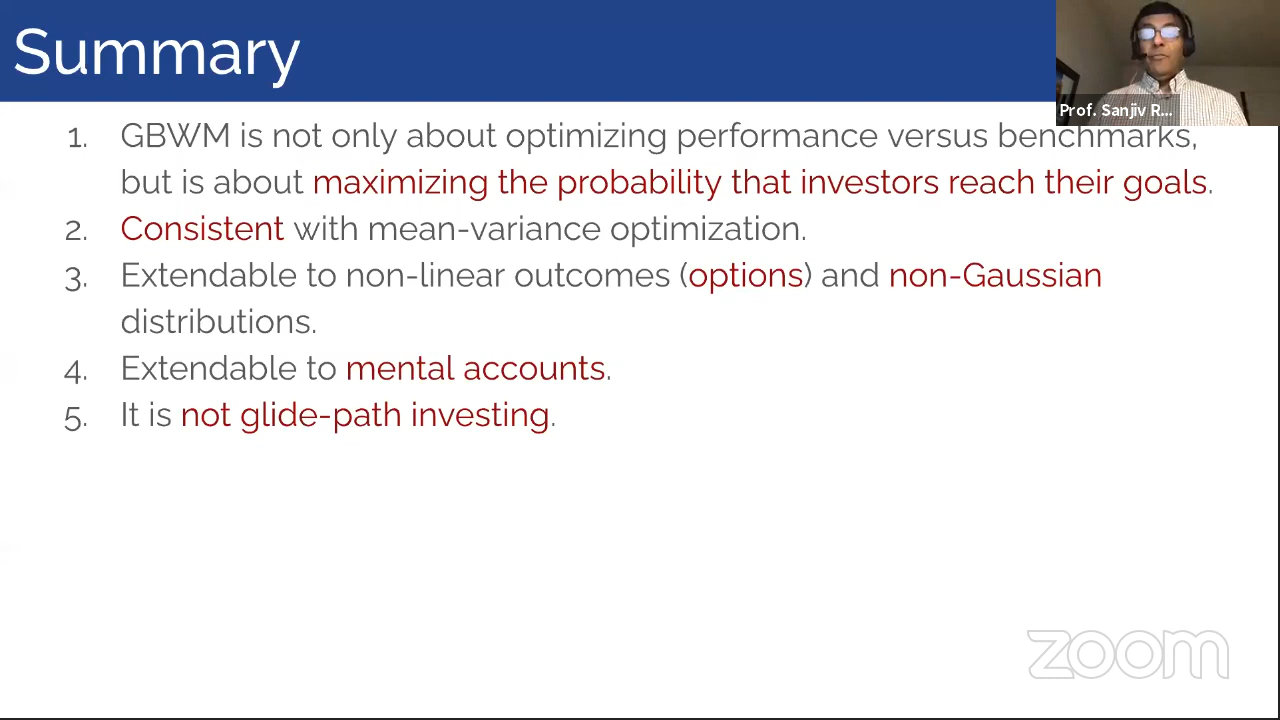 Summary
Prof. Sanjiv R...
1. GBWM is not only about optimizing performance versus benchmarks,
but is about maximizing the probability that investors reach their goals.
2. Consistent with mean-variance optimization.
3. Extendable to non-linear outcomes (options) and non-Gaussian
distributions.
4. Extendable to mental accounts.
5. It is not glide-path investing.
zoom